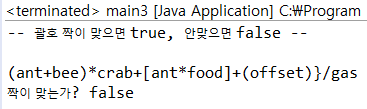 <terminated> main3 [Java Application] C:₩Program
-- 괄호 짝이 맞으면 true, 안맞으면 false --
(ant+bee)*crab+[ant*food]+(offset)}/gas
짝이 맞는가? false